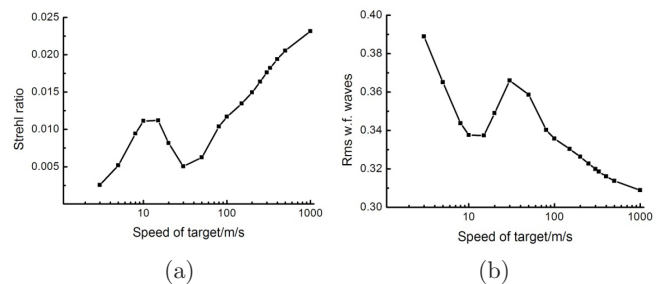 0.025
0.020
0.015
0.010
0.005
Strehl ratio
10 100 1000
Speed of target/m/s
(a)
0.40
0.38
0.36
0.34
0.32
0.30
Rms w.f. waves
10 100 1000
Speed of target/m/s
(b)